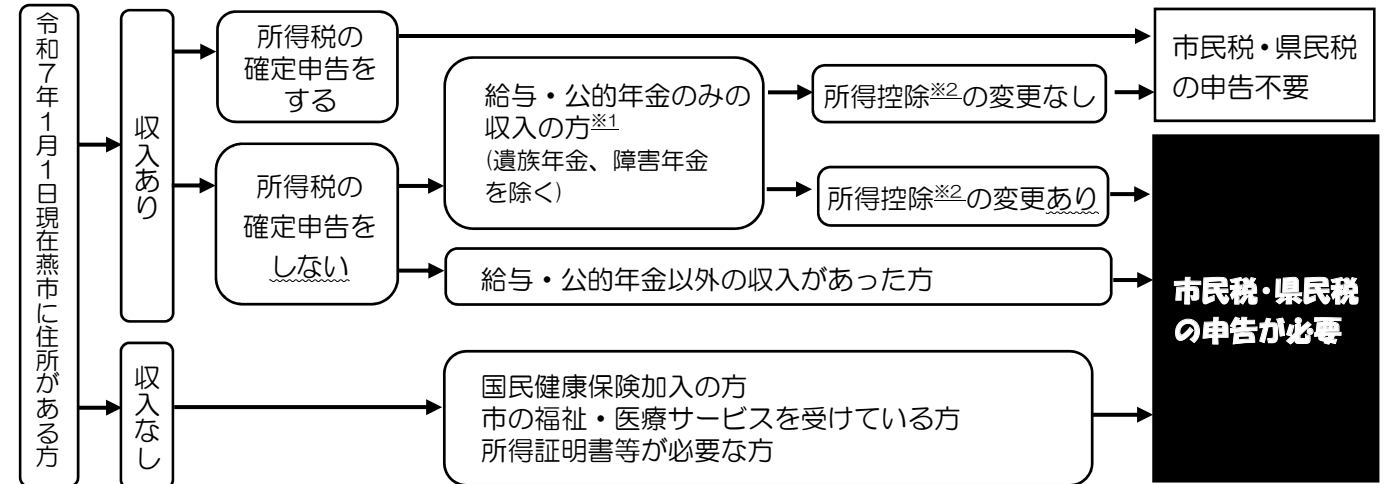 令和７年１月１日現在燕市に住所がある方
収入あり
所得税の
確定申告を
する
所得税の
確定申告を
しない
給与・公的年金のみの
収入の方※1
(遺族年金、障害年金
を除く)
所得控除※2の変更なし
所得控除※2の変更あり
給与・公的年金以外の収入があった方
市民税・県民税
の申告不要
市民税・県民税
の申告が必要
収入なし
国民健康保険加入の方
市の福祉・医療サービスを受けている方
所得証明書等が必要な方